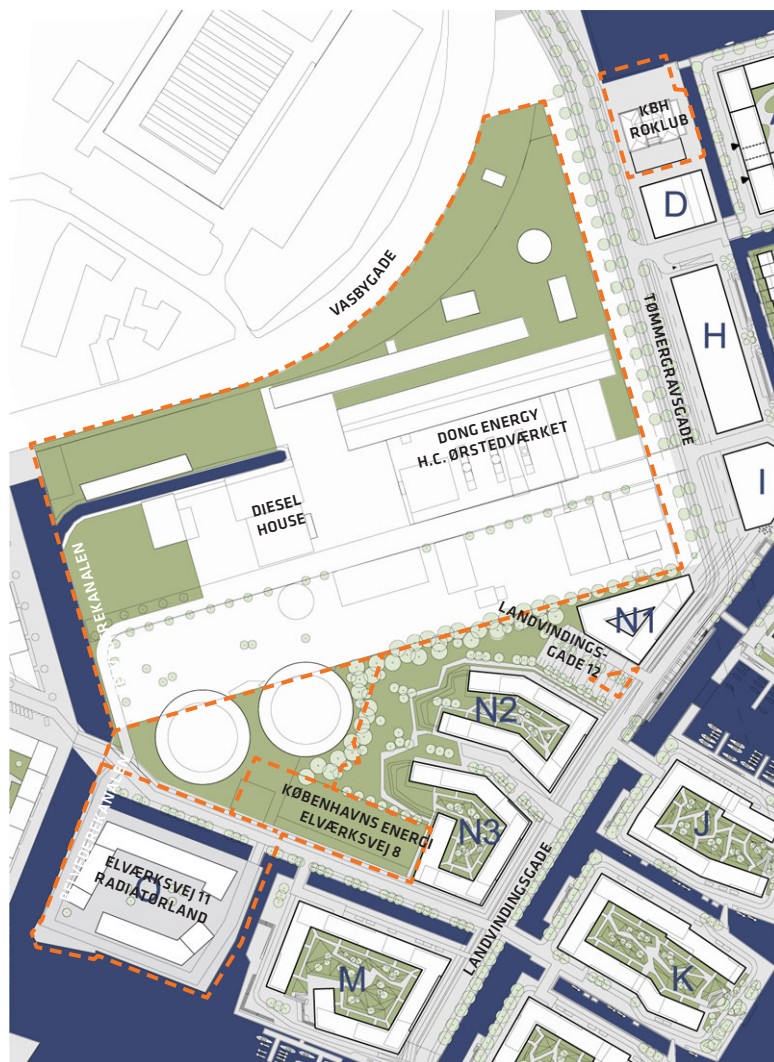 KBH
ROKLUB
D
VASBYGADE
TØMMERGRAVSGADE
H
DONG ENERGY
H.C. ØRSTEDVÆRKET
I
DIESEL
HOUSE
LANDVINDINGS-
GADE 12
N1
N2
BELVEDEREKANALEN
KØBENHAVNS ENERGI
ELVÆRKSVEJ 8
N3
J
ELVÆRKSVEJ 11
RADIATORLAND
O
M
LANDVINDINGSGADE
K